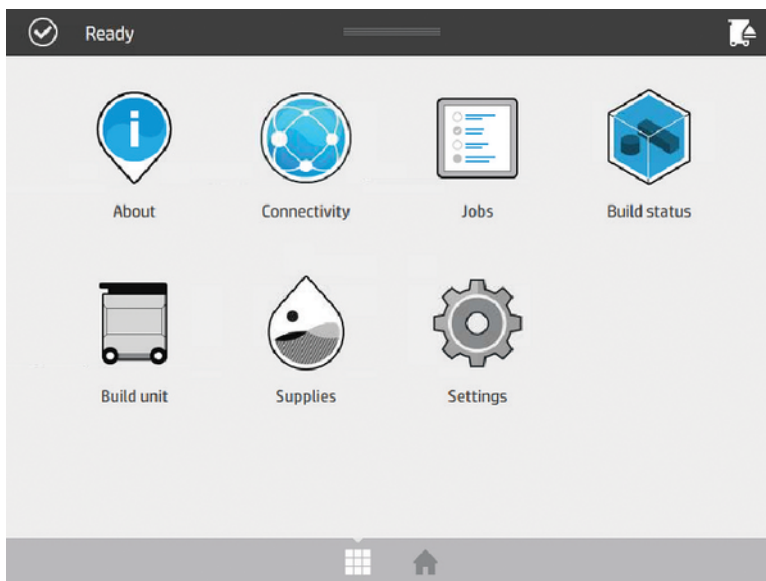 Ready
About
Connectivity
Jobs
Build status
Build unit
Supplies
Settings